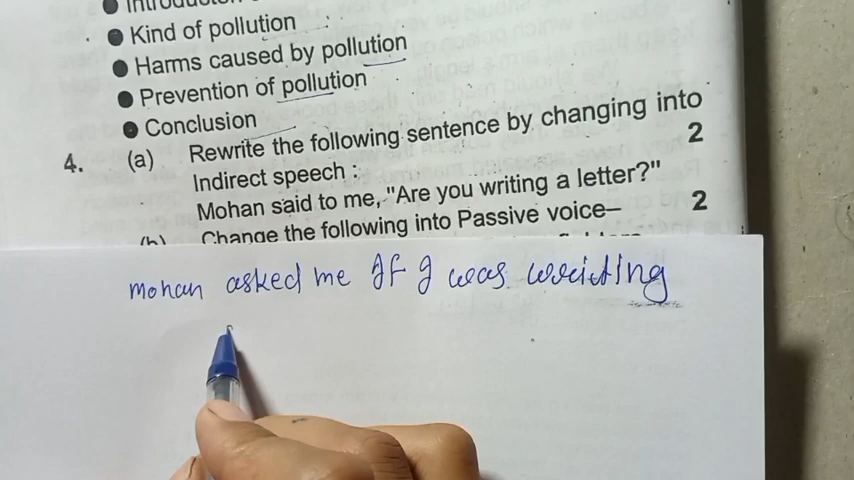 ● Kind of pollution
● Harms caused by pollution
● Prevention of pollution
● Conclusion
4. (a) Rewrite the following sentence by changing into
Indirect speech : 2
Mohan said to me, "Are you writing a letter?"
(b) Change the following into Passive voice– 2
mohan asked me If I was writing